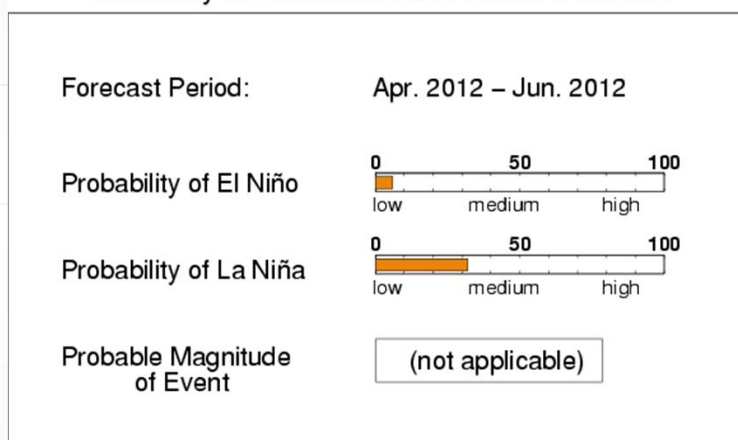 Forecast Period: Apr. 2012 – Jun. 2012
0 50 100
Probability of El Niño
low medium high
0 50 100
Probability of La Niña
low medium high
Probable Magnitude
of Event
(not applicable)